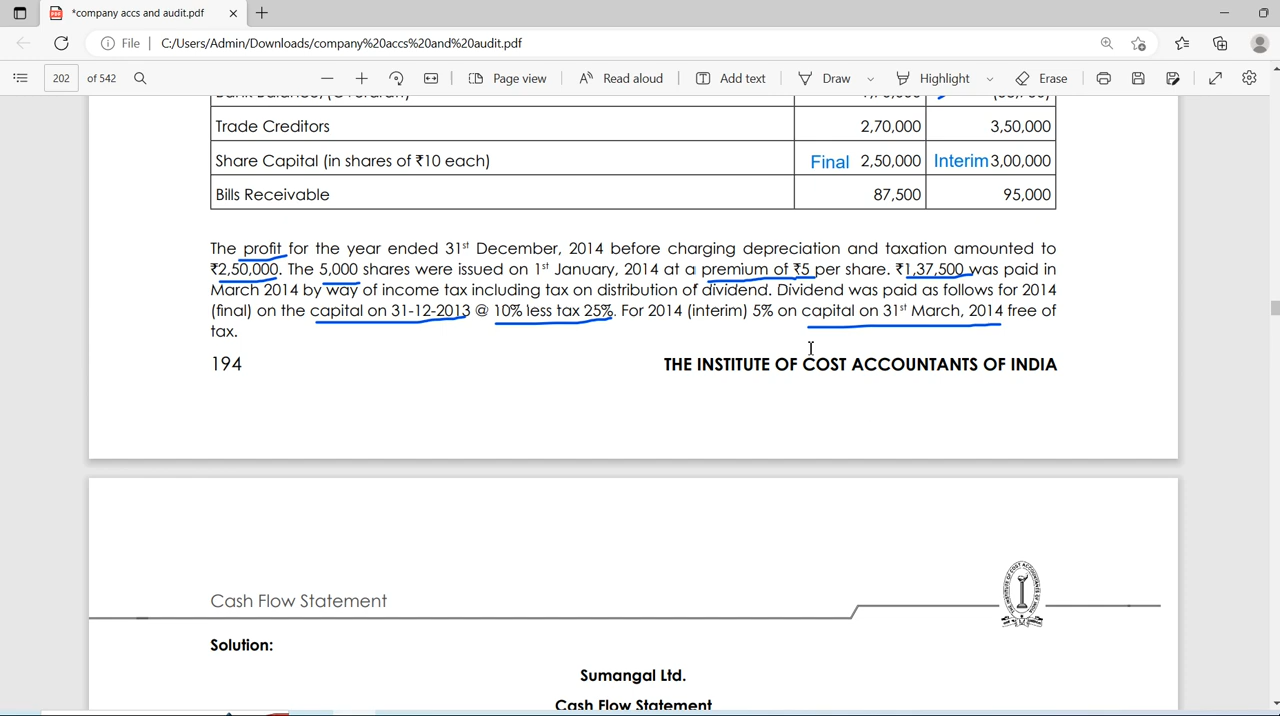 *company accs and audit.pdf
File C:/Users/Admin/Downloads/company%20accs%20and%20audit.pdf
202 of 542 Page view Read aloud Add text Draw Highlight Erase
Trade Creditors 2,70,000 3,50,000
Share Capital (in shares of ₹10 each) Final 2,50,000 Interim 3,00,000
Bills Receivable 87,500 95,000
The profit for the year ended 31st December, 2014 before charging depreciation and taxation amounted to
₹2,50,000. The 5,000 shares were issued on 1st January, 2014 at a premium of ₹5 per share. ₹1,37,500 was paid in
March 2014 by way of income tax including tax on distribution of dividend. Dividend was paid as follows for 2014
(final) on the capital on 31-12-2013 @ 10% less tax 25%. For 2014 (interim) 5% on capital on 31st March, 2014 free of
tax.
194 THE INSTITUTE OF COST ACCOUNTANTS OF INDIA
Cash Flow Statement
Solution:
Sumangal Ltd.
Cash Flow Statement